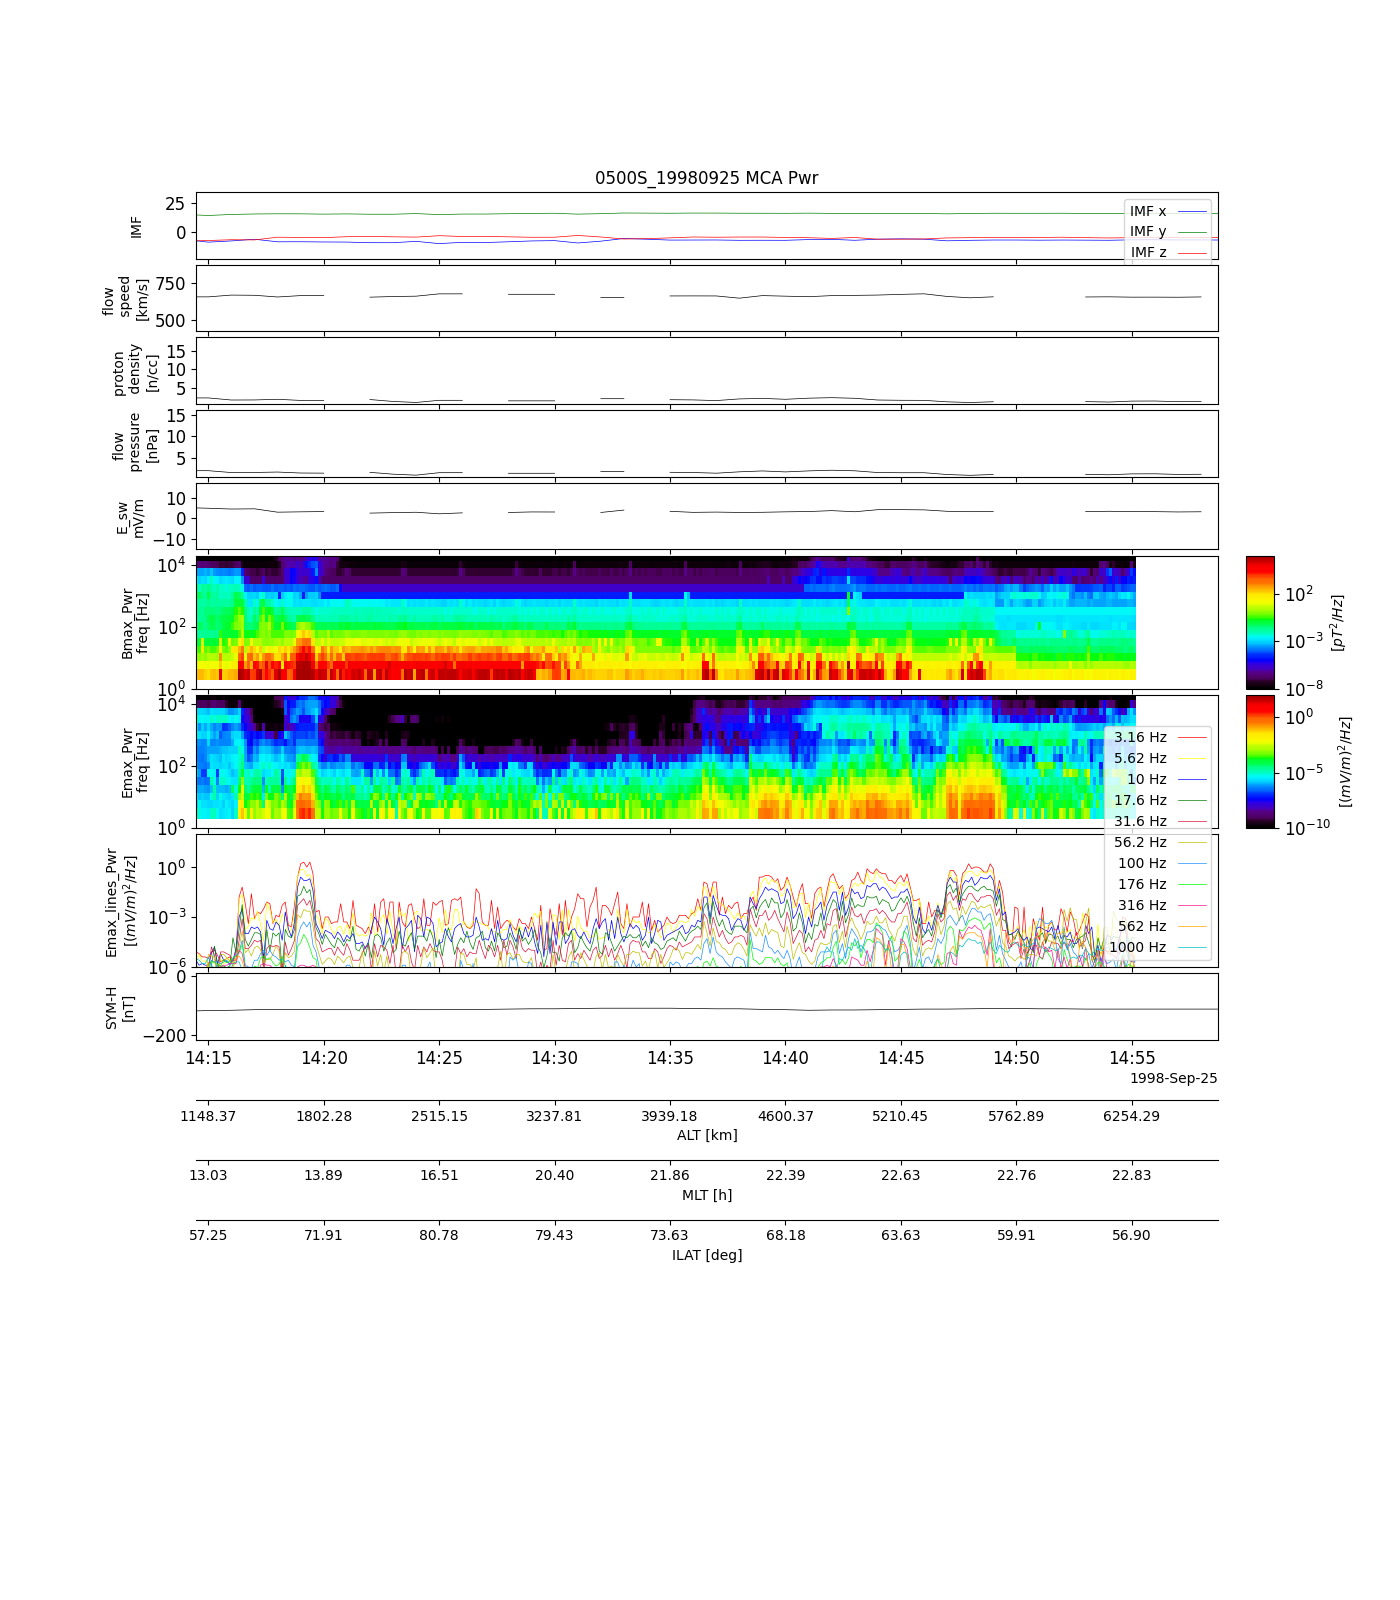 0500S_19980925 MCA Pwr
IMF
25
0
IMF x
IMF y
IMF z
flow
speed
[km/s]
750
500
proton
density
[n/cc]
15
10
5
flow
pressure
[nPa]
15
10
5
E_sw
mV/m
10
0
−10
Bmax_Pwr
freq [Hz]
10^4
10^2
10^0
10^2
10^−3
10^−8
[pT^2/Hz]
Emax_Pwr
freq [Hz]
10^4
10^2
10^0
10^0
10^−5
10^−10
[(mV/m)^2/Hz]
3.16 Hz
5.62 Hz
10 Hz
17.6 Hz
31.6 Hz
56.2 Hz
100 Hz
176 Hz
316 Hz
562 Hz
1000 Hz
Emax_lines_Pwr
[(mV/m)^2/Hz]
10^0
10^−3
10^−6
SYM-H
[nT]
0
−200
14:15 14:20 14:25 14:30 14:35 14:40 14:45 14:50 14:55
1998-Sep-25
1148.37 1802.28 2515.15 3237.81 3939.18 4600.37 5210.45 5762.89 6254.29
ALT [km]
13.03 13.89 16.51 20.40 21.86 22.39 22.63 22.76 22.83
MLT [h]
57.25 71.91 80.78 79.43 73.63 68.18 63.63 59.91 56.90
ILAT [deg]